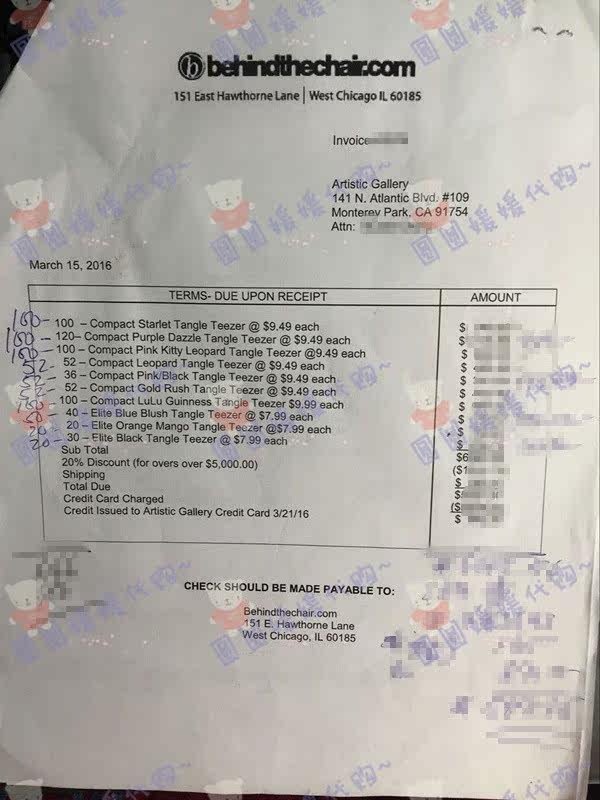 behindthechair.com
151 East Hawthorne Lane | West Chicago IL 60185
Invoice
Artistic Gallery
141 N. Atlantic Blvd. #109
Monterey Park, CA 91754
Attn:
March 15, 2016
TERMS- DUE UPON RECEIPT AMOUNT
100 – Compact Starlet Tangle Teezer @ $9.49 each $
120– Compact Purple Dazzle Tangle Teezer @ $9.49 each $
100 – Compact Pink Kitty Leopard Tangle Teezer @9.49 each $
52 – Compact Leopard Tangle Teezer @ $9.49 each $
36 – Compact Pink/Black Tangle Teezer @ $9.49 each $
52 – Compact Gold Rush Tangle Teezer @ $9.49 each $
100 – Compact LuLu Guinness Tangle Teezer $9.99 each $
40 – Elite Blue Blush Tangle Teezer @ $7.99 each $
20 – Elite Orange Mango Tangle Teezer @$7.99 each $
30 – Elite Black Tangle Teezer @ $7.99 each $
Sub Total $6
20% Discount (for overs over $5,000.00) ($1
Shipping $
Total Due $
Credit Card Charged ($
Credit Issued to Artistic Gallery Credit Card 3/21/16 $
CHECK SHOULD BE MADE PAYABLE TO:
Behindthechair.com
151 E. Hawthorne Lane
West Chicago, IL 60185
圆圆媛媛代购~